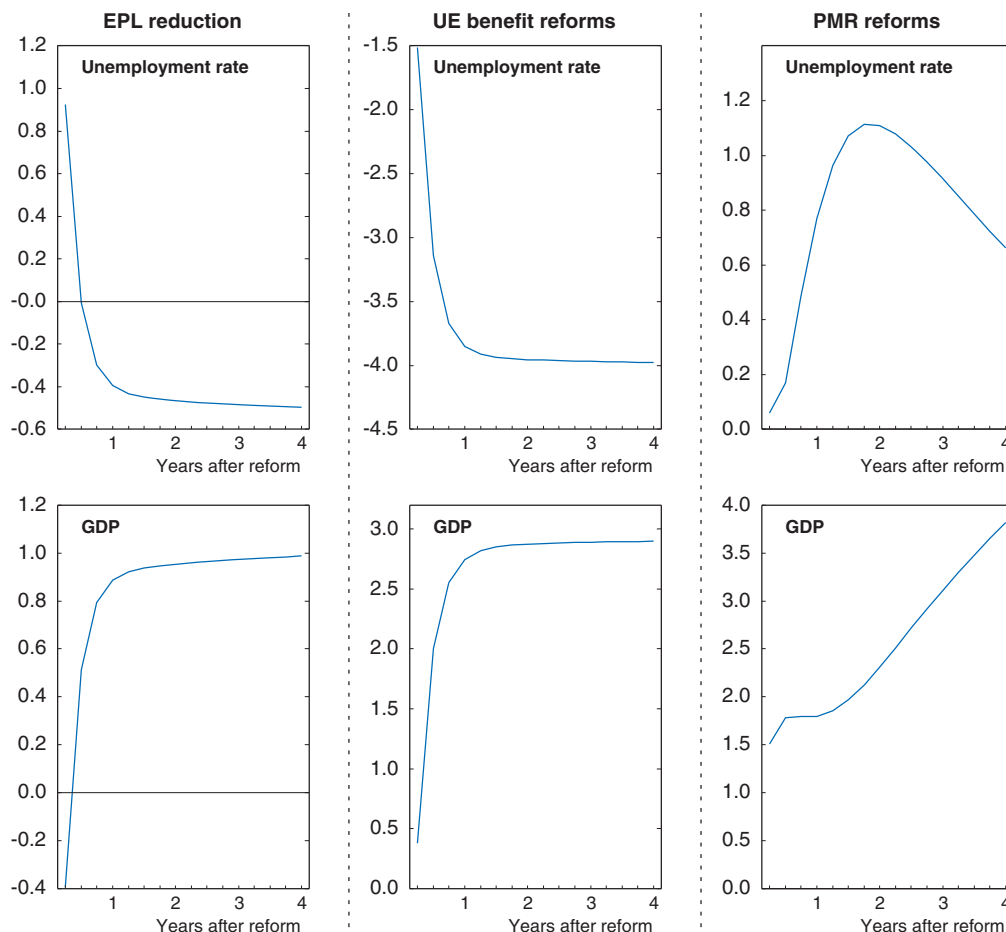 EPL reduction
UE benefit reforms
PMR reforms
Unemployment rate
1.2
1.0
0.8
0.6
0.4
0.2
-0.0
-0.2
-0.4
-0.6
1 2 3 4
Years after reform
Unemployment rate
-1.5
-2.0
-2.5
-3.0
-3.5
-4.0
-4.5
1 2 3 4
Years after reform
Unemployment rate
1.2
1.0
0.8
0.6
0.4
0.2
0.0
1 2 3 4
Years after reform
GDP
1.2
1.0
0.8
0.6
0.4
0.2
0.0
-0.2
-0.4
1 2 3 4
Years after reform
GDP
3.0
2.5
2.0
1.5
1.0
0.5
0.0
1 2 3 4
Years after reform
GDP
4.0
3.5
3.0
2.5
2.0
1.5
1.0
0.5
0.0
1 2 3 4
Years after reform